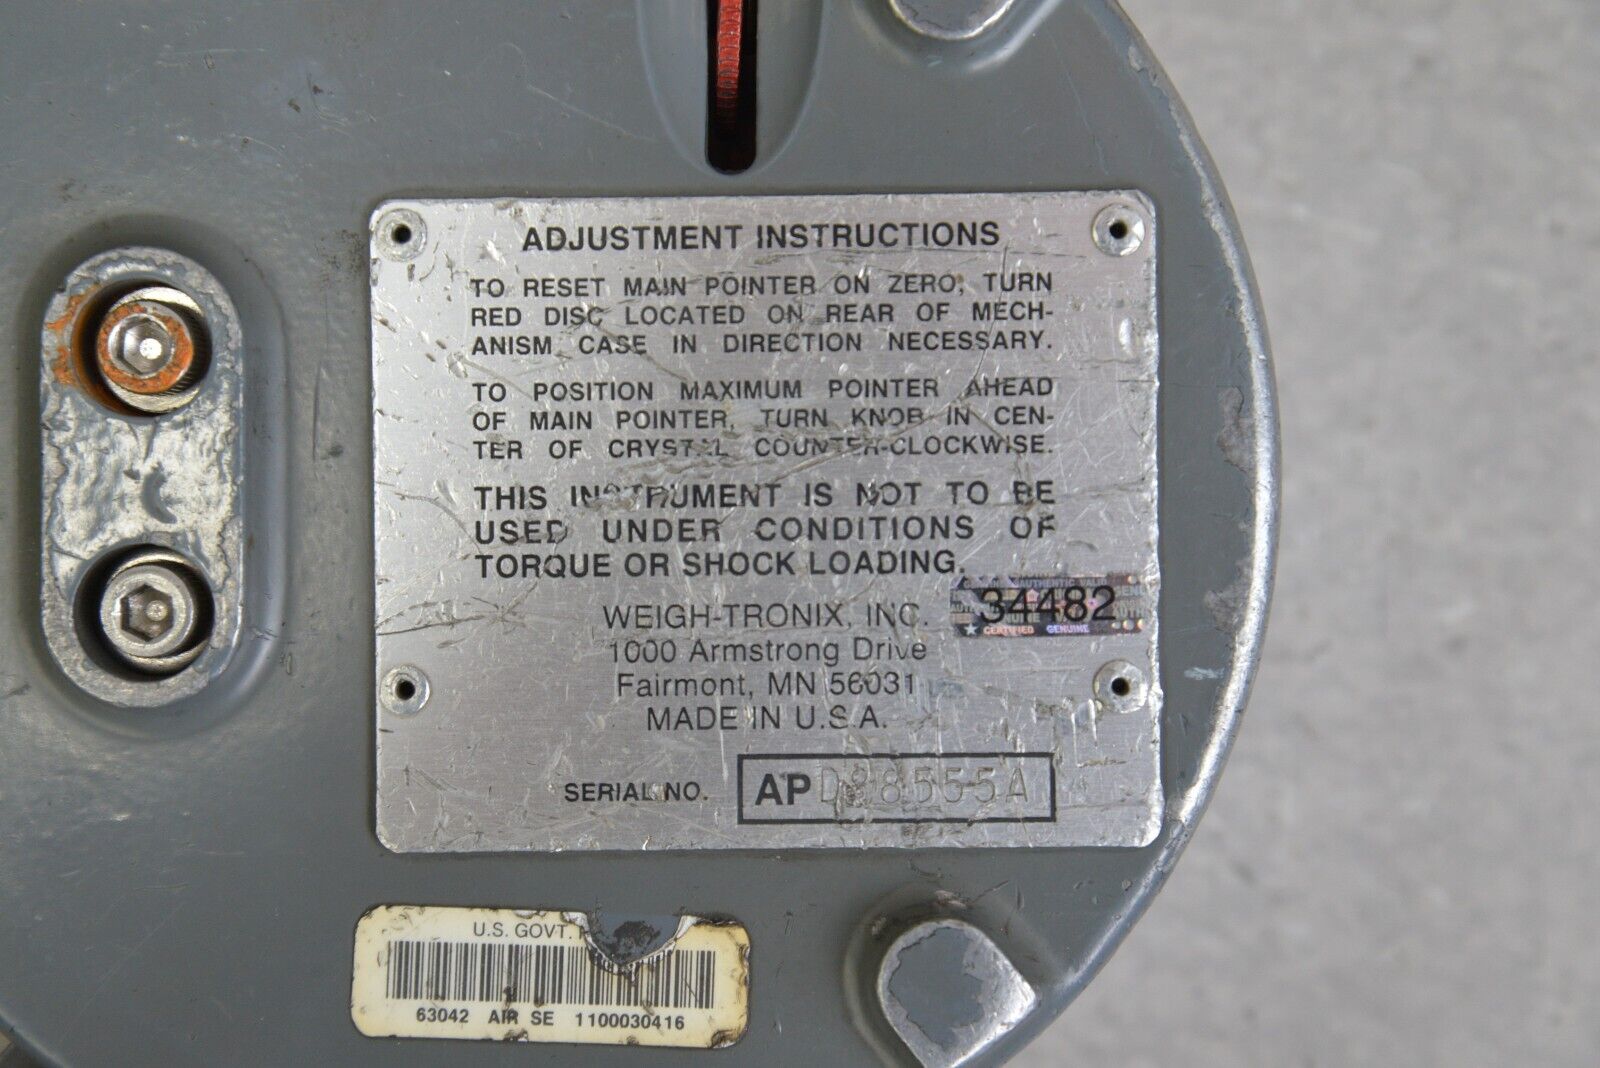 ADJUSTMENT INSTRUCTIONS
TO RESET MAIN POINTER ON ZERO, TURN
RED DISC LOCATED ON REAR OF MECH-
ANISM CASE IN DIRECTION NECESSARY.
TO POSITION MAXIMUM POINTER AHEAD
OF MAIN POINTER, TURN KNOB IN CEN-
TER OF CRYSTAL COUNTER-CLOCKWISE.
THIS INSTRUMENT IS NOT TO BE
USED UNDER CONDITIONS OF
TORQUE OR SHOCK LOADING.
WEIGH-TRONIX, INC.
34482
CERTIFIED GENUINE
1000 Armstrong Drive
Fairmont, MN 56031
MADE IN U.S.A.
SERIAL NO. APD88555A
U.S. GOVT.
63042 AIR SE 1100030416